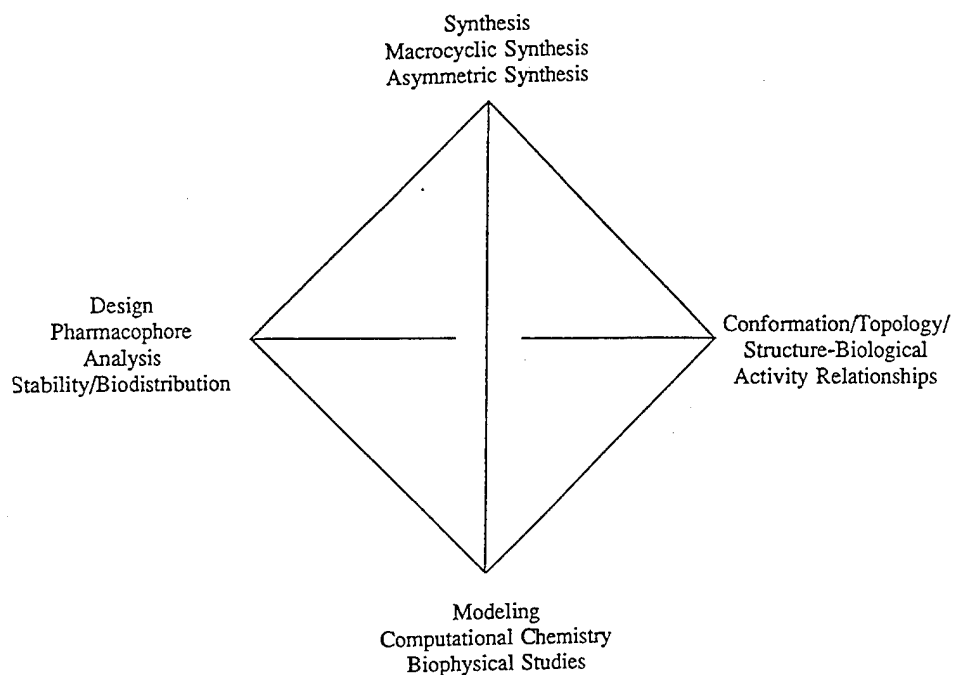 Synthesis
Macrocyclic Synthesis
Asymmetric Synthesis
Design
Pharmacophore
Analysis
Stability/Biodistribution
Conformation/Topology/
Structure-Biological
Activity Relationships
Modeling
Computational Chemistry
Biophysical Studies